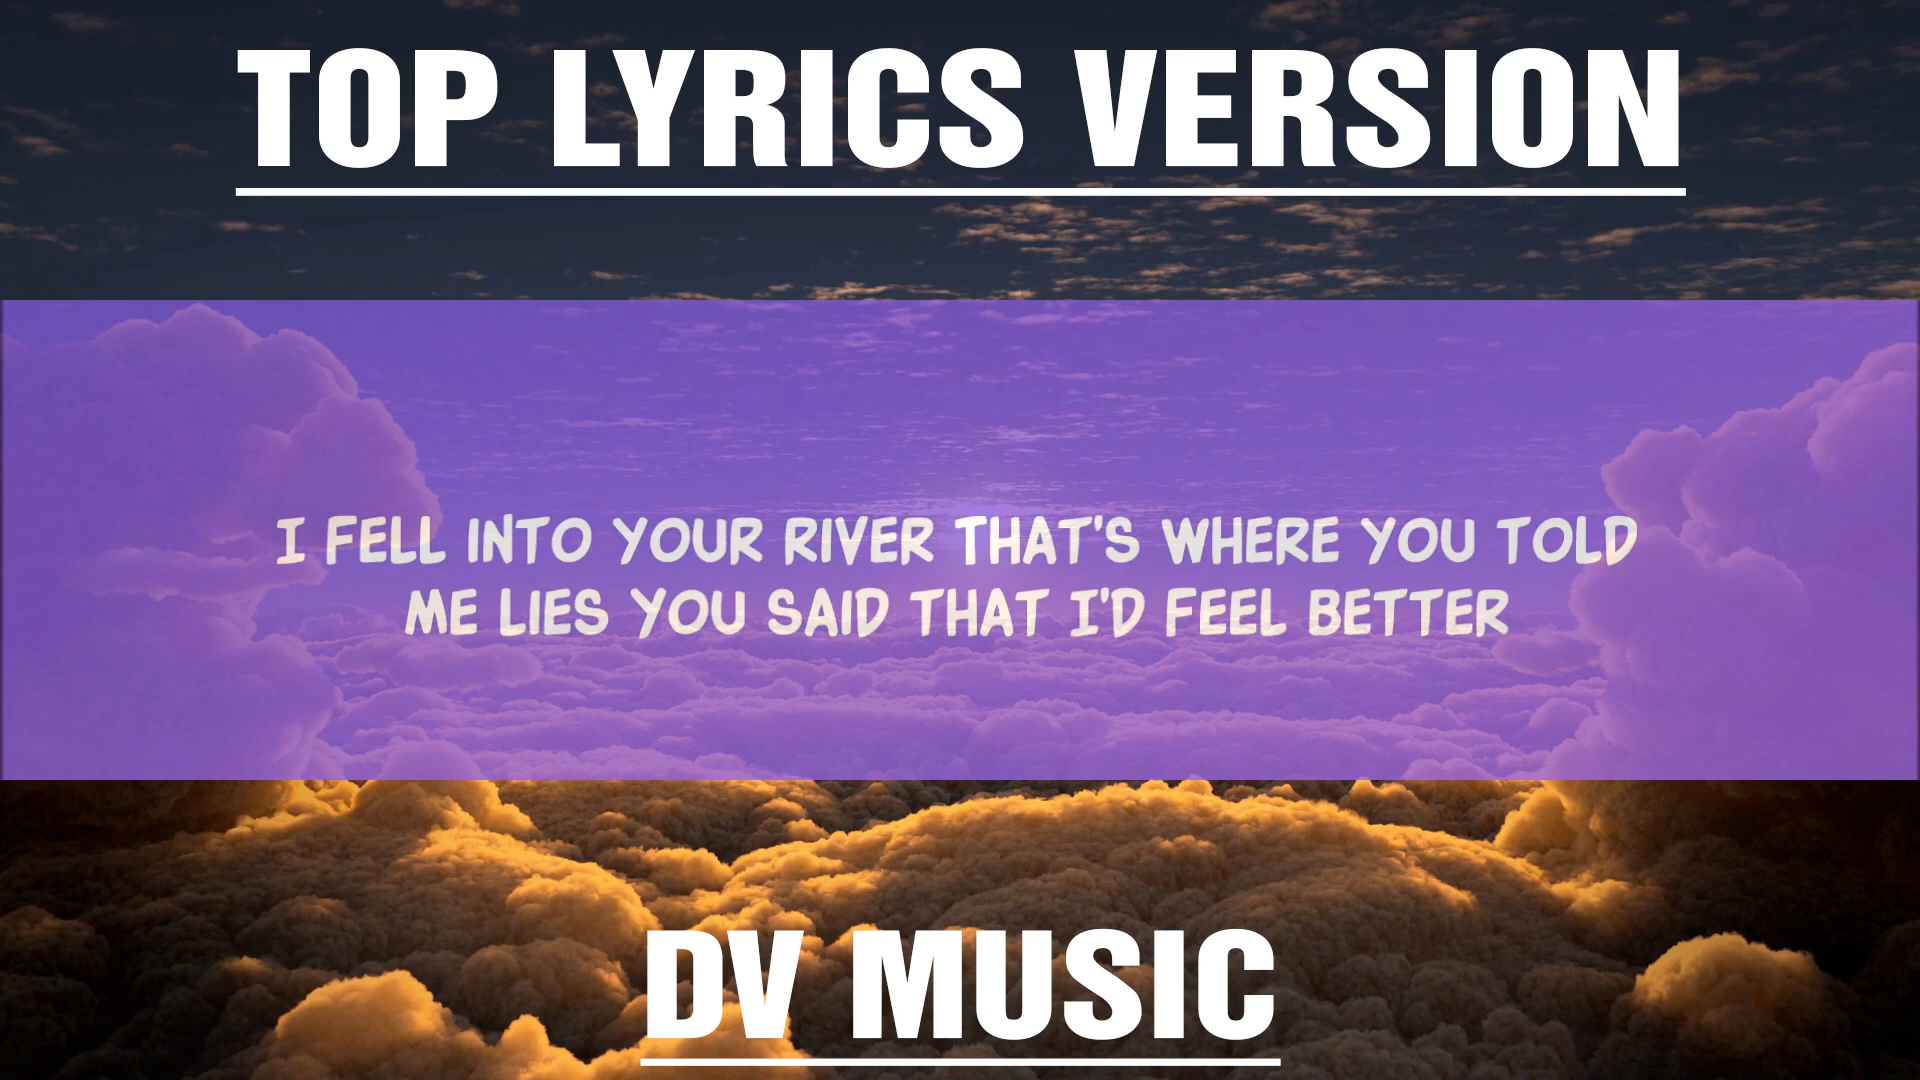 TOP LYRICS VERSION
I FELL INTO YOUR RIVER THAT'S WHERE YOU TOLD
ME LIES YOU SAID THAT I'D FEEL BETTER
DV MUSIC